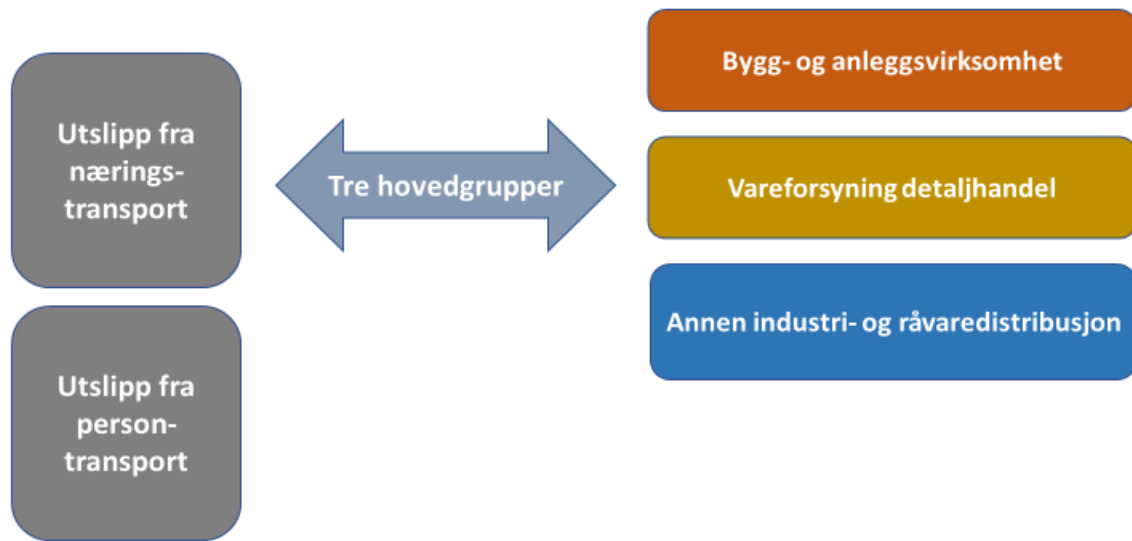 Utslipp fra
nærings-
transport
Utslipp fra
person-
transport
Tre hovedgrupper
Bygg- og anleggsvirksomhet
Vareforsyning detaljhandel
Annen industri- og råvaredistribusjon